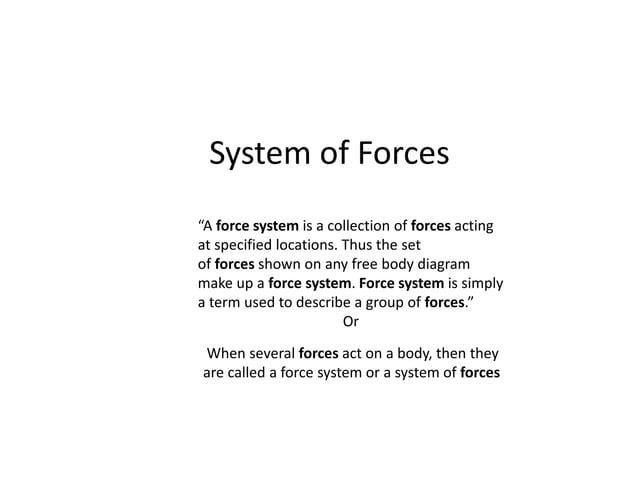 System of Forces
“A force system is a collection of forces acting
at specified locations. Thus the set
of forces shown on any free body diagram
make up a force system. Force system is simply
a term used to describe a group of forces.”
Or
When several forces act on a body, then they
are called a force system or a system of forces